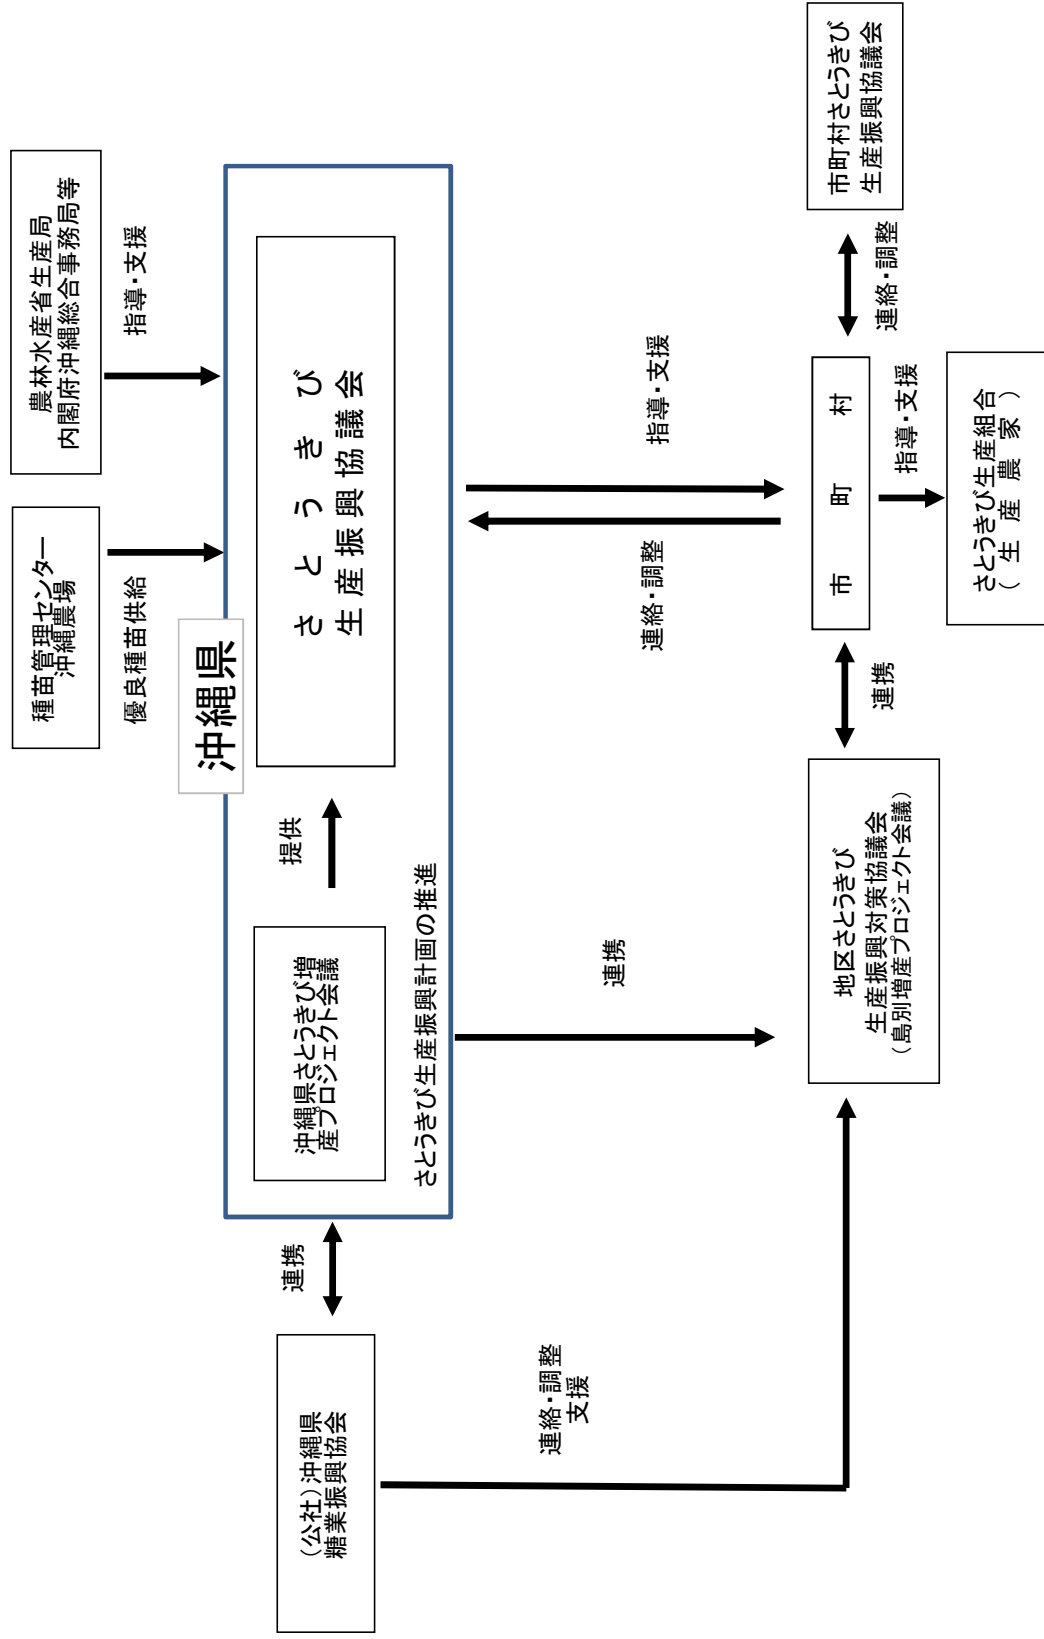 農林水産省生産局
内閣府沖縄総合事務局等
種苗管理センター
沖縄農場
指導・支援
優良種苗供給
沖縄県
さとうきび
生産振興協議会
提供
沖縄県さとうきび増
産プロジェクト会議
さとうきび生産振興計画の推進
連携
(公社)沖縄県
糖業振興協会
連絡・調整
支援
連携
連絡・調整
指導・支援
地区さとうきび
生産振興対策協議会
(島別増産プロジェクト会議)
連携
市町村
連絡・調整
市町村さとうきび
生産振興協議会
指導・支援
さとうきび生産組合
(生産農家)